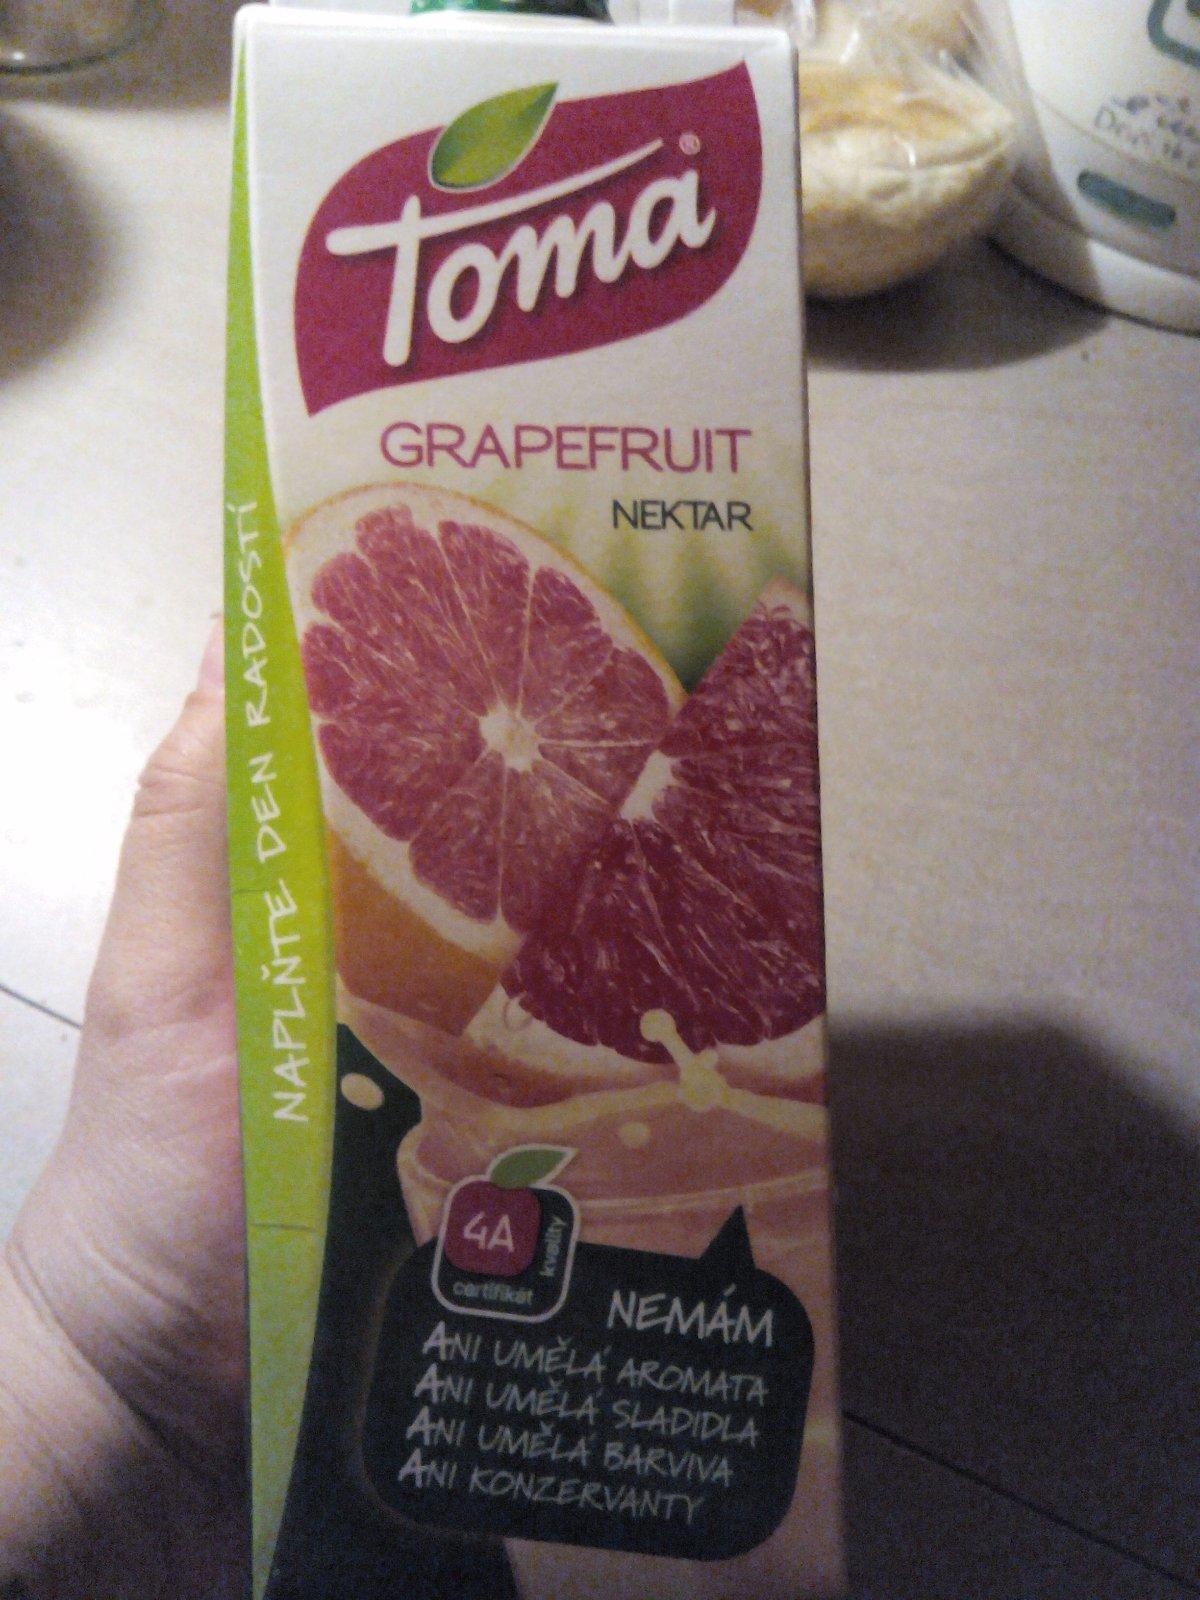 Toma®
GRAPEFRUIT
NEKTAR
NAPLŇTE DEN RADOSTÍ
4A
certifikát
kvality
NEMÁM
ANI UMĚLÁ AROMATA
ANI UMĚLÁ SLADIDLA
ANI UMĚLÁ BARVIVA
ANI KONZERVANTY